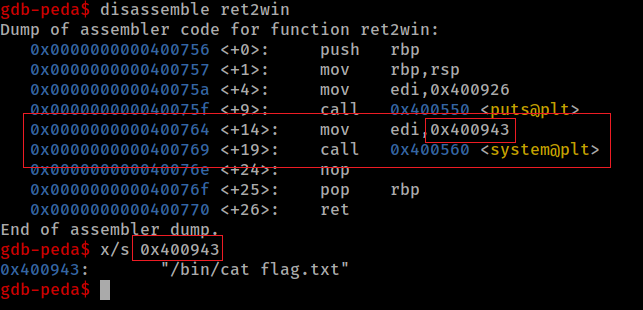 gdb-peda$ disassemble ret2win
Dump of assembler code for function ret2win:
0x0000000000400756 <+0>: push rbp
0x0000000000400757 <+1>: mov rbp,rsp
0x000000000040075a <+4>: mov edi,0x400926
0x000000000040075f <+9>: call 0x400550 <puts@plt>
0x0000000000400764 <+14>: mov edi,0x400943
0x0000000000400769 <+19>: call 0x400560 <system@plt>
0x000000000040076e <+24>: nop
0x000000000040076f <+25>: pop rbp
0x0000000000400770 <+26>: ret
End of assembler dump.
gdb-peda$ x/s 0x400943
0x400943: "/bin/cat flag.txt"
gdb-peda$